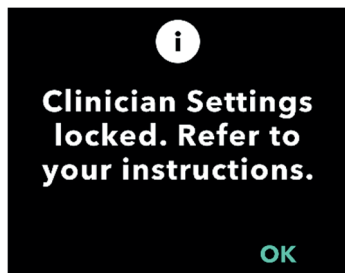 i
Clinician Settings
locked. Refer to
your instructions.
OK